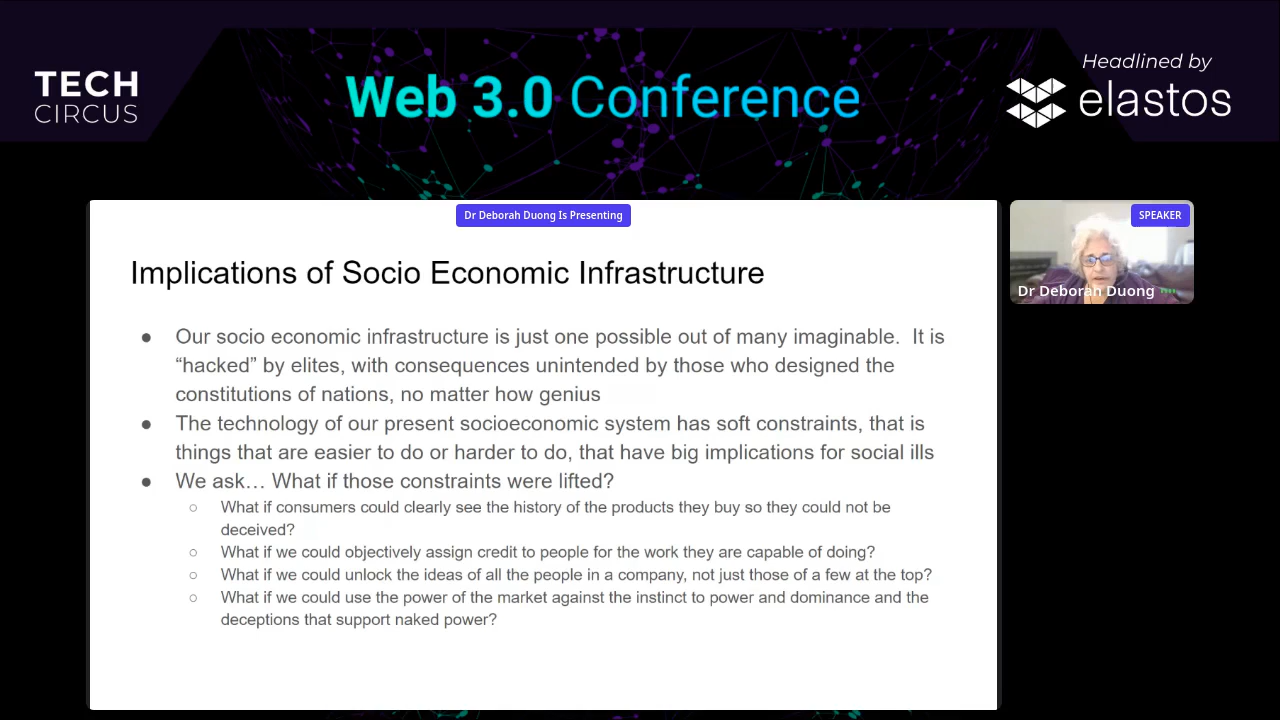 TECH
CIRCUS
Web 3.0 Conference
Headlined by
elastos
Dr Deborah Duong Is Presenting
SPEAKER
Dr Deborah Duong
Implications of Socio Economic Infrastructure
● Our socio economic infrastructure is just one possible out of many imaginable.  It is
“hacked” by elites, with consequences unintended by those who designed the
constitutions of nations, no matter how genius
● The technology of our present socioeconomic system has soft constraints, that is
things that are easier to do or harder to do, that have big implications for social ills
● We ask… What if those constraints were lifted?
○ What if consumers could clearly see the history of the products they buy so they could not be
deceived?
○ What if we could objectively assign credit to people for the work they are capable of doing?
○ What if we could unlock the ideas of all the people in a company, not just those of a few at the top?
○ What if we could use the power of the market against the instinct to power and dominance and the
deceptions that support naked power?